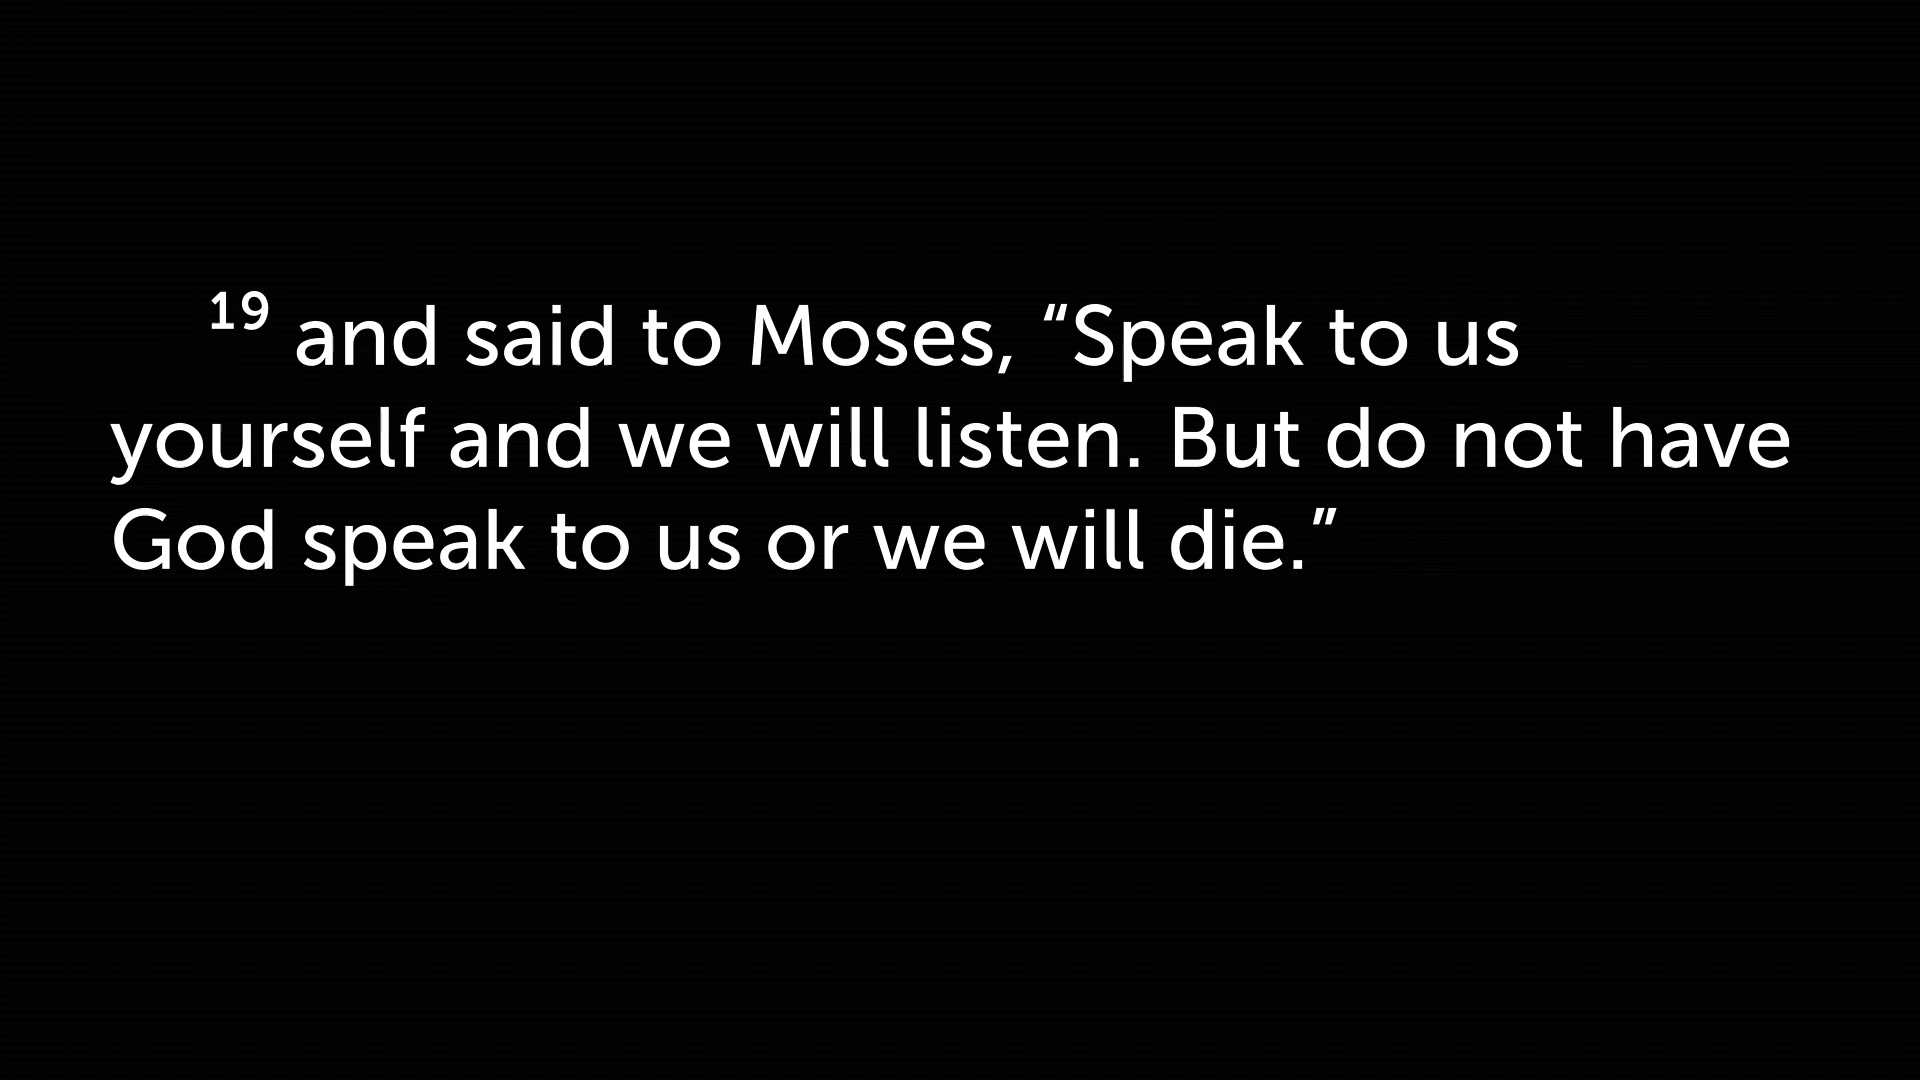 19 and said to Moses, “Speak to us
yourself and we will listen. But do not have
God speak to us or we will die.”